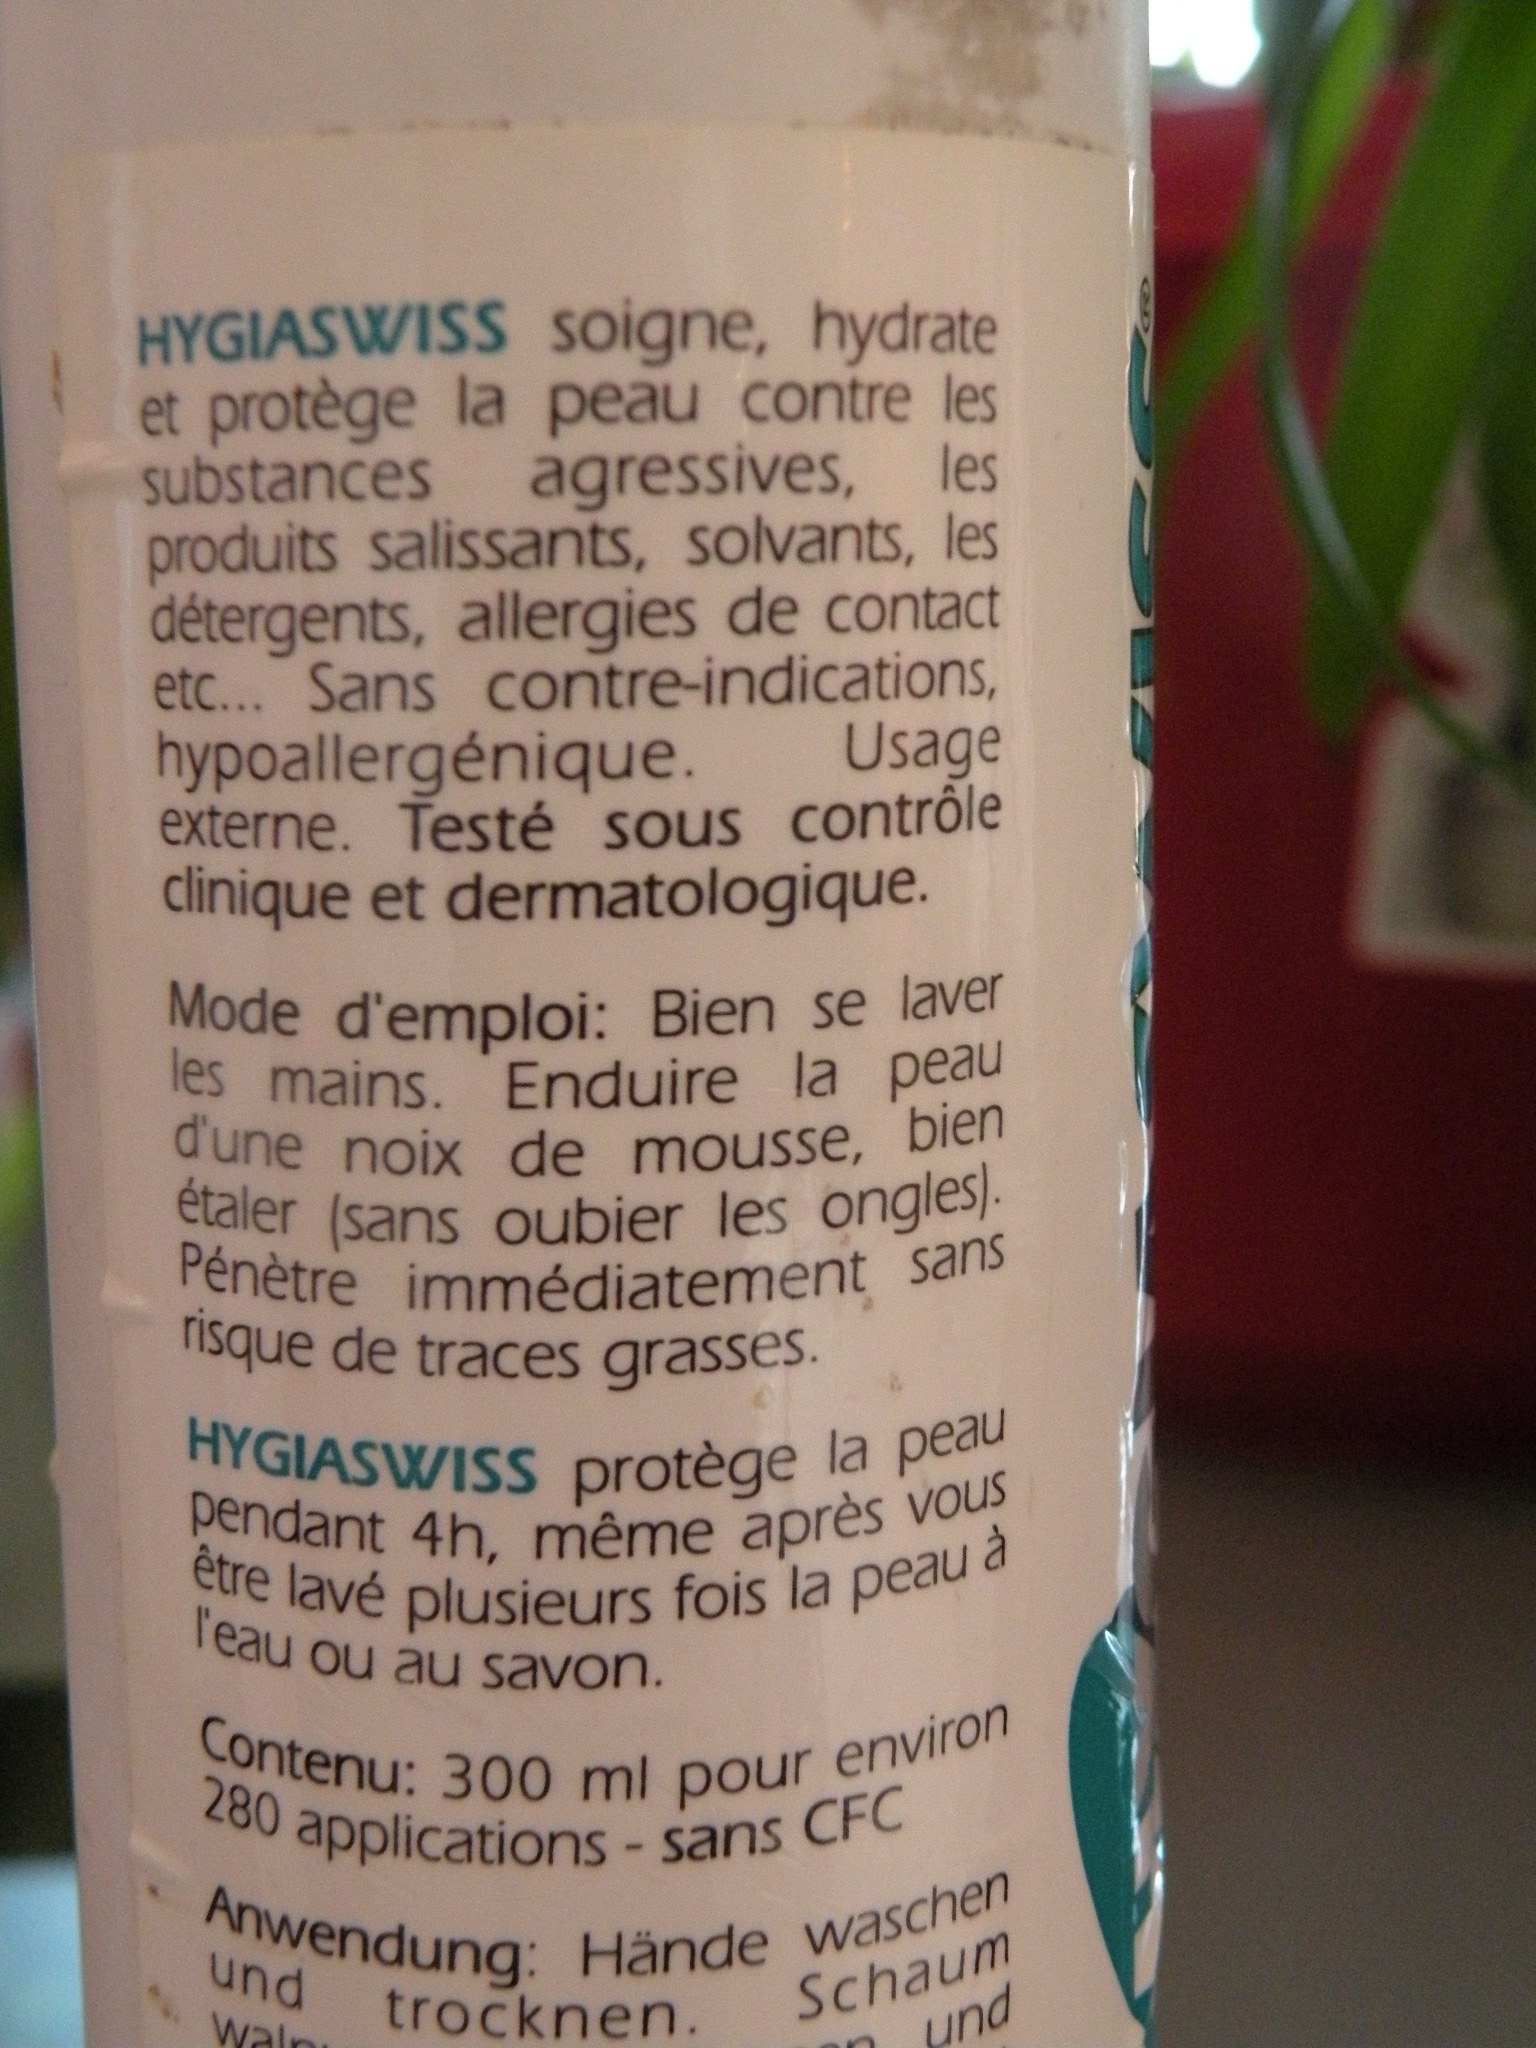 HYGIASWISS soigne, hydrate
et protège la peau contre les
substances agressives, les
produits salissants, solvants, les
détergents, allergies de contact
etc... Sans contre-indications,
hypoallergénique. Usage
externe. Testé sous contrôle
clinique et dermatologique.
Mode d'emploi: Bien se laver
les mains. Enduire la peau
d'une noix de mousse, bien
étaler (sans oubier les ongles).
Pénètre immédiatement sans
risque de traces grasses.
HYGIASWISS protège la peau
pendant 4h, même après vous
être lavé plusieurs fois la peau à
l'eau ou au savon.
Contenu: 300 ml pour environ
280 applications - sans CFC
Anwendung: Hände waschen
und trocknen. Schaum
und